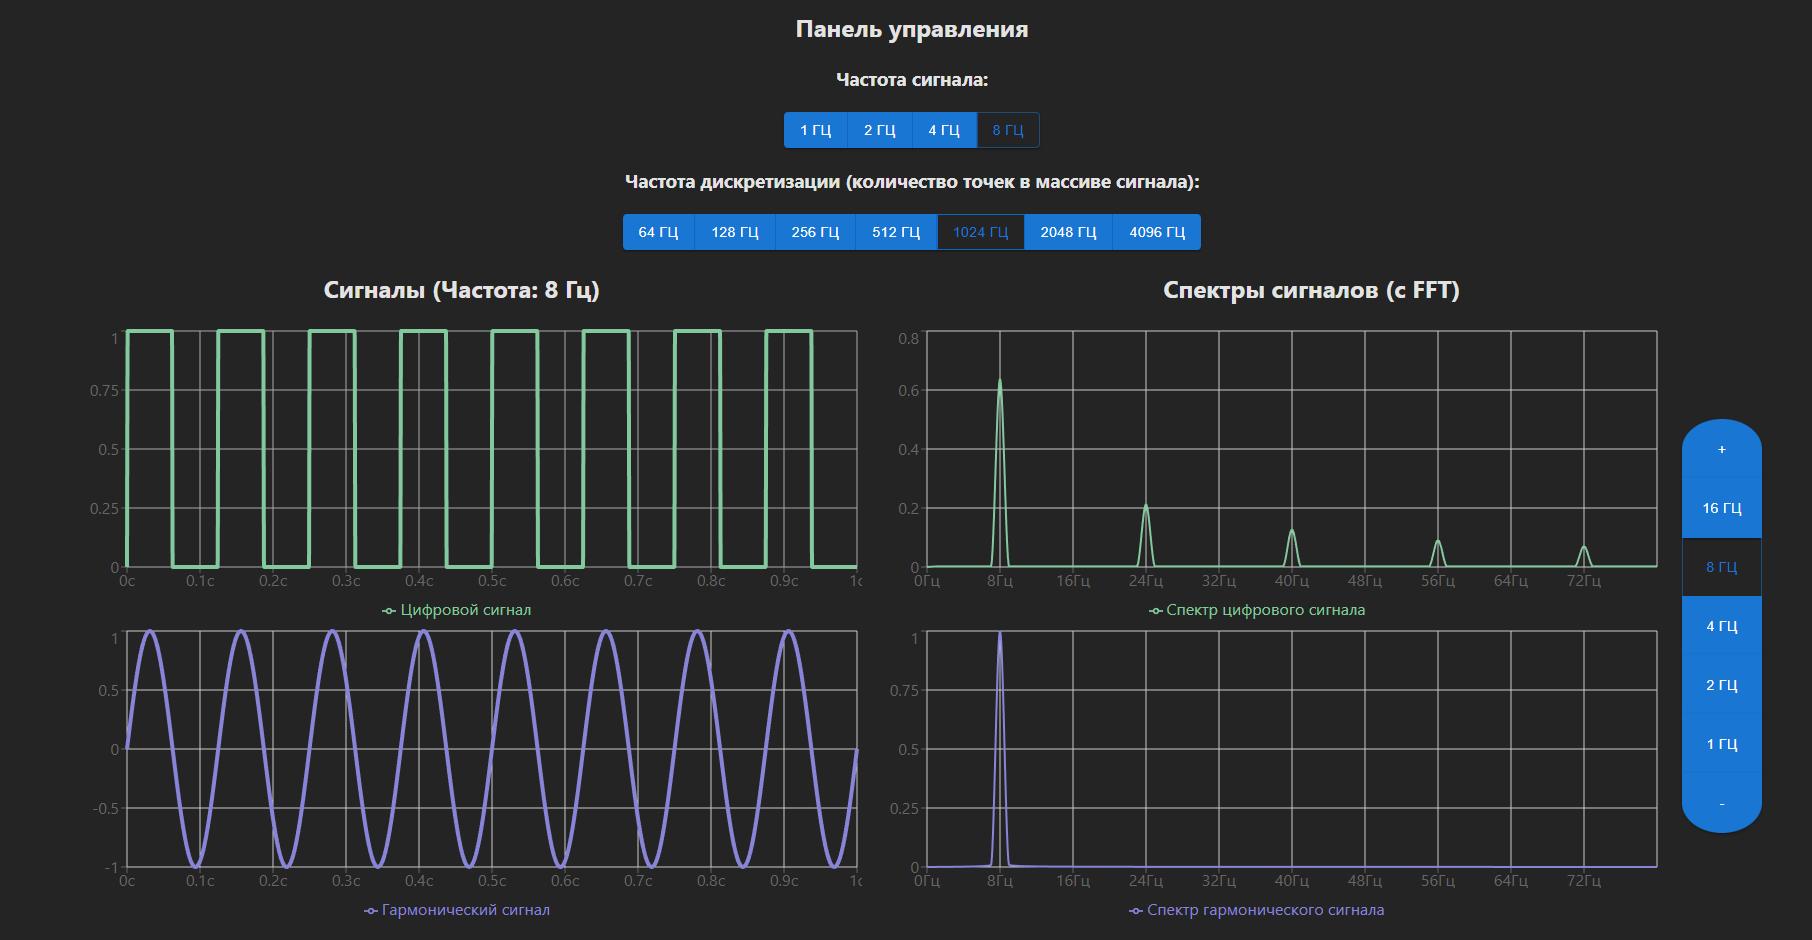 Панель управления
Частота сигнала:
1 ГЦ 2 ГЦ 4 ГЦ 8 ГЦ
Частота дискретизации (количество точек в массиве сигнала):
64 ГЦ 128 ГЦ 256 ГЦ 512 ГЦ 1024 ГЦ 2048 ГЦ 4096 ГЦ
Сигналы (Частота: 8 Гц)
1
0.75
0.5
0.25
0
0с 0.1с 0.2с 0.3с 0.4с 0.5с 0.6с 0.7с 0.8с 0.9с 1с
Цифровой сигнал
1
0.5
0
-0.5
-1
0с 0.1с 0.2с 0.3с 0.4с 0.5с 0.6с 0.7с 0.8с 0.9с 1с
Гармонический сигнал
Спектры сигналов (с FFT)
0.8
0.6
0.4
0.2
0
0Гц 8Гц 16Гц 24Гц 32Гц 40Гц 48Гц 56Гц 64Гц 72Гц
Спектр цифрового сигнала
1
0.75
0.5
0.25
0
0Гц 8Гц 16Гц 24Гц 32Гц 40Гц 48Гц 56Гц 64Гц 72Гц
Спектр гармонического сигнала
+
16 ГЦ
8 ГЦ
4 ГЦ
2 ГЦ
1 ГЦ
-